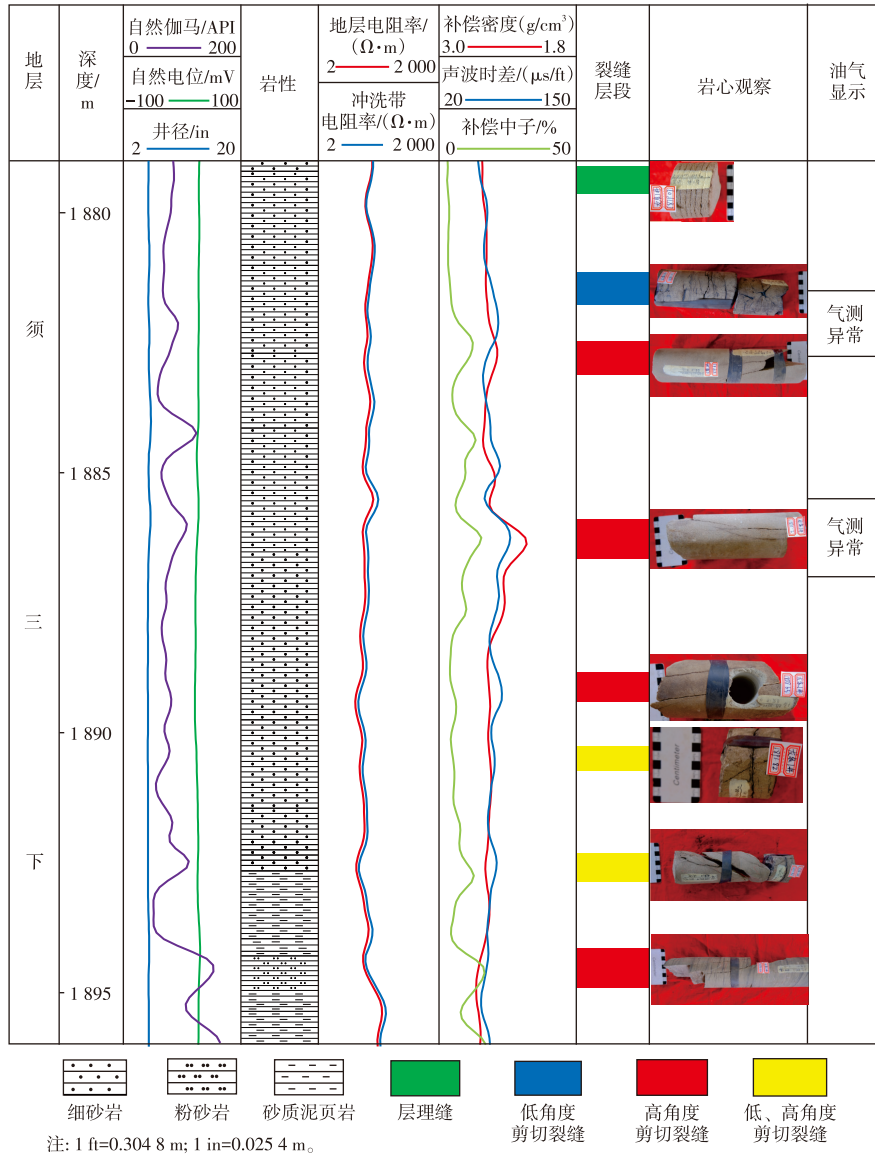 地
层
深
度/
m
自然伽马/API
0 200
自然电位/mV
−100 100
井径/in
2 20
岩性
地层电阻率/
(Ω·m)
2 2 000
冲洗带
电阻率/(Ω·m)
2 2 000
补偿密度(g/cm³)
3.0 1.8
声波时差/(μs/ft)
20 150
补偿中子/%
0 50
裂缝
层段
岩心观察
油气
显示
1 880
1 885
1 890
1 895
须
三
下
气测
异常
气测
异常
Centimeter
细砂岩
粉砂岩
砂质泥页岩
层理缝
低角度
剪切裂缝
高角度
剪切裂缝
低、高角度
剪切裂缝
注: 1 ft=0.304 8 m; 1 in=0.025 4 m。